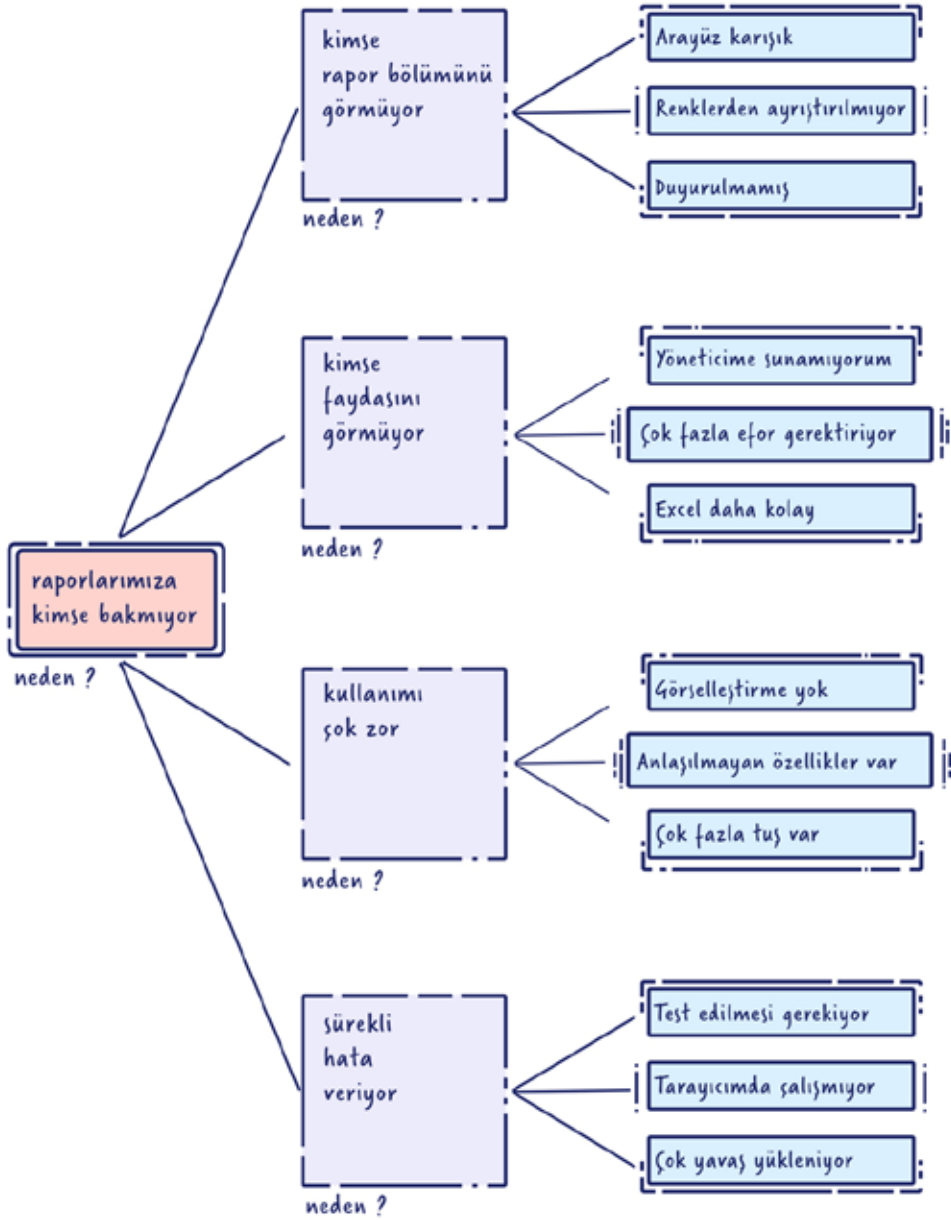 kimse
rapor bölümünü
görmüyor
neden ?
Arayüz karışık
Renklerden ayrıştırılmıyor
Duyurulmamış
kimse
faydasını
görmüyor
neden ?
Yöneticime sunamıyorum
Çok fazla efor gerektiriyor
Excel daha kolay
raporlarımıza
kimse bakmıyor
neden ?
kullanımı
çok zor
neden ?
Görselleştirme yok
Anlaşılmayan özellikler var
Çok fazla tuş var
sürekli
hata
veriyor
neden ?
Test edilmesi gerekiyor
Tarayıcımda çalışmıyor
Çok yavaş yükleniyor